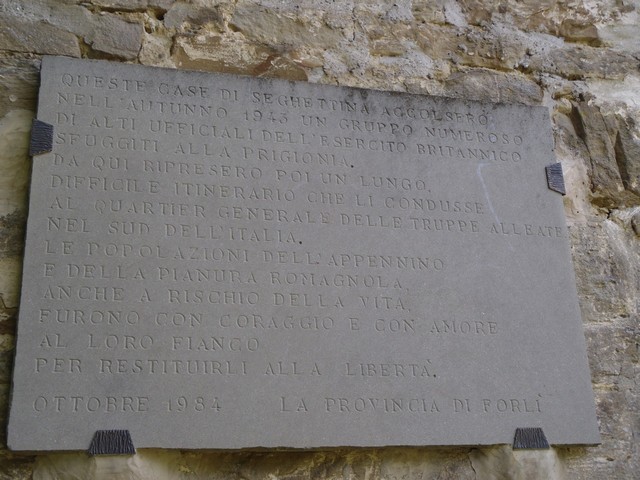 QUESTE CASE DI SEGHETTINA ACCOLSERO
NELL'AUTUNNO 1943 UN GRUPPO NUMEROSO
DI ALTI UFFICIALI DELL'ESERCITO BRITANNICO
SFUGGITI ALLA PRIGIONIA.
DA QUI RIPRESERO POI UN LUNGO,
DIFFICILE ITINERARIO CHE LI CONDUSSE
AL QUARTIER GENERALE DELLE TRUPPE ALLEATE
NEL SUD DELL'ITALIA.
LE POPOLAZIONI DELL'APPENNINO
E DELLA PIANURA ROMAGNOLA,
ANCHE A RISCHIO DELLA VITA,
FURONO CON CORAGGIO E CON AMORE
AL LORO FIANCO
PER RESTITUIRLI ALLA LIBERTÀ.
OTTOBRE 1984 LA PROVINCIA DI FORLÌ